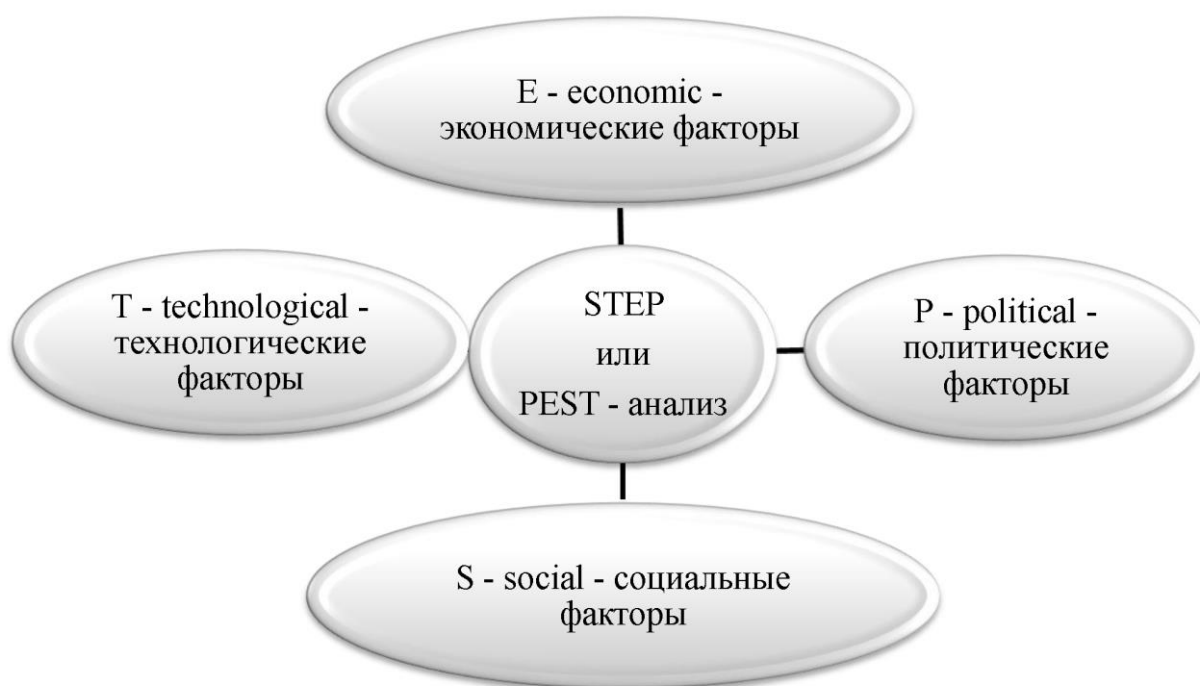 E - economic -
экономические факторы
T - technological -
технологические
факторы
STEP
или
PEST - анализ
P - political -
политические
факторы
S - social - социальные
факторы